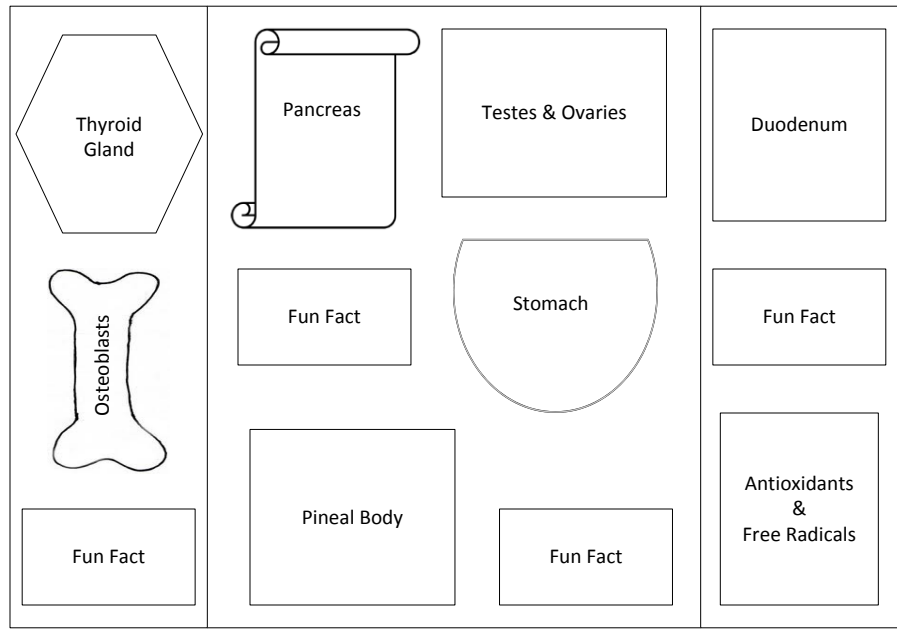 Thyroid
Gland
Osteoblasts
Fun Fact
Pancreas
Testes & Ovaries
Fun Fact
Stomach
Pineal Body
Fun Fact
Duodenum
Fun Fact
Antioxidants
&
Free Radicals